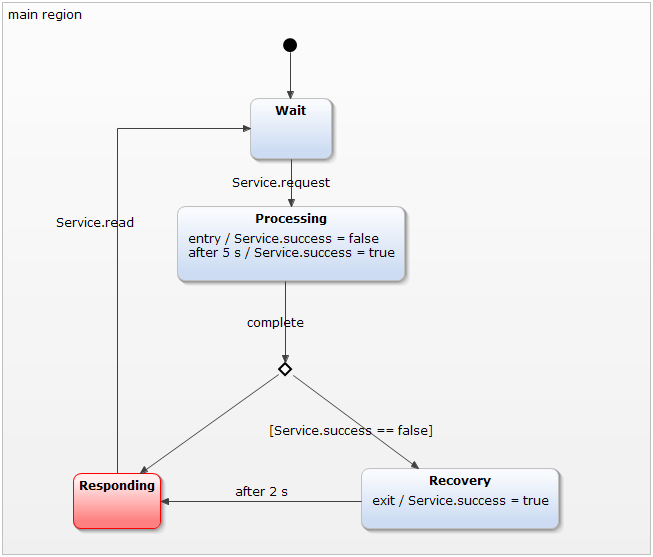 main region
Wait
Service.request
Service.read
Processing
entry / Service.success = false
after 5 s / Service.success = true
complete
[Service.success == false]
Responding
after 2 s
Recovery
exit / Service.success = true